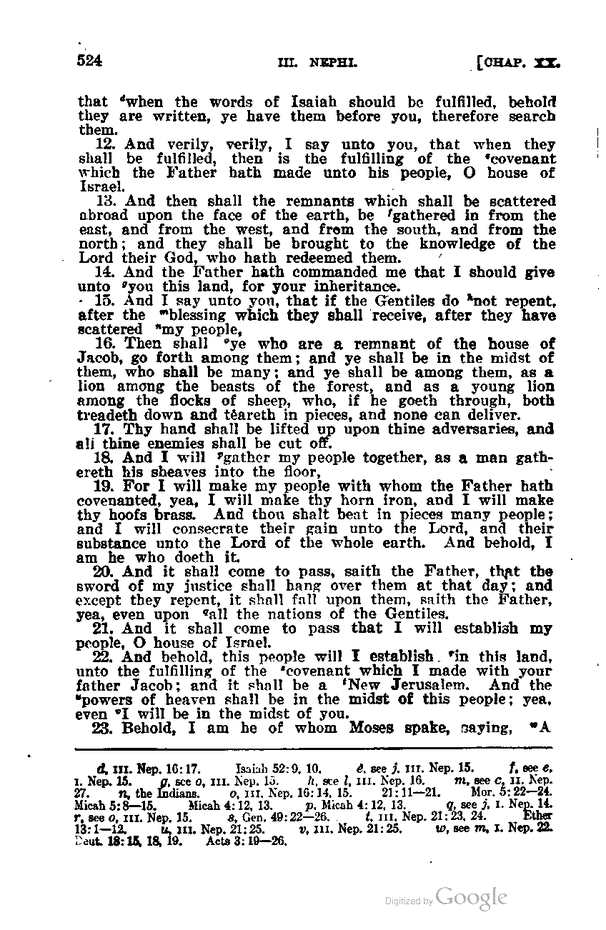 524 III. NEPHI. [CHAP. XX.
that ᵈwhen the words of Isaiah should be fulfilled, behold
they are written, ye have them before you, therefore search
them.
12. And verily, verily, I say unto you, that when they
shall be fulfilled, then is the fulfilling of the ᵉcovenant
which the Father hath made unto his people, O house of
Israel.
13. And then shall the remnants which shall be scattered
abroad upon the face of the earth, be ᶠgathered in from the
east, and from the west, and from the south, and from the
north; and they shall be brought to the knowledge of the
Lord their God, who hath redeemed them.
14. And the Father hath commanded me that I should give
unto ᵍyou this land, for your inheritance.
15. And I say unto you, that if the Gentiles do ʰnot repent,
after the ᵐblessing which they shall receive, after they have
scattered ⁿmy people,
16. Then shall ᵒye who are a remnant of the house of
Jacob, go forth among them; and ye shall be in the midst of
them, who shall be many; and ye shall be among them, as a
lion among the beasts of the forest, and as a young lion
among the flocks of sheep, who, if he goeth through, both
treadeth down and teareth in pieces, and none can deliver.
17. Thy hand shall be lifted up upon thine adversaries, and
all thine enemies shall be cut off.
18. And I will ᵖgather my people together, as a man gath-
ereth his sheaves into the floor,
19. For I will make my people with whom the Father hath
covenanted, yea, I will make thy horn iron, and I will make
thy hoofs brass. And thou shalt beat in pieces many people;
and I will consecrate their gain unto the Lord, and their
substance unto the Lord of the whole earth. And behold, I
am he who doeth it.
20. And it shall come to pass, saith the Father, that the
sword of my justice shall hang over them at that day; and
except they repent, it shall fall upon them, saith the Father,
yea, even upon ᑫall the nations of the Gentiles.
21. And it shall come to pass that I will establish my
people, O house of Israel.
22. And behold, this people will I establish ʳin this land,
unto the fulfilling of the ˢcovenant which I made with your
father Jacob; and it shall be a ᵗNew Jerusalem. And the
ᵘpowers of heaven shall be in the midst of this people; yea,
even ᵛI will be in the midst of you.
23. Behold, I am he of whom Moses spake, saying, ʷA
d, III. Nep. 16:17. Isaiah 52:9, 10. e, see j, III. Nep. 15. f, see e,
I. Nep. 15. g, see o, III. Nep. 15. h, see l, III. Nep. 16. m, see c, II. Nep.
27. n, the Indians. o, III. Nep. 16:14, 15. 21:11—21. Mor. 5:22—24.
Micah 5:8—15. Micah 4:12, 13. p, Micah 4:12, 13. q, see j, I. Nep. 14.
r, see o, III. Nep. 15. s, Gen. 49:22—26. t, III. Nep. 21:23, 24. Ether
13:1—12. u, III. Nep. 21:25. v, III. Nep. 21:25. w, see m, I. Nep. 22.
Deut. 18:15, 18, 19. Acts 3:19—26.
Digitized by Google